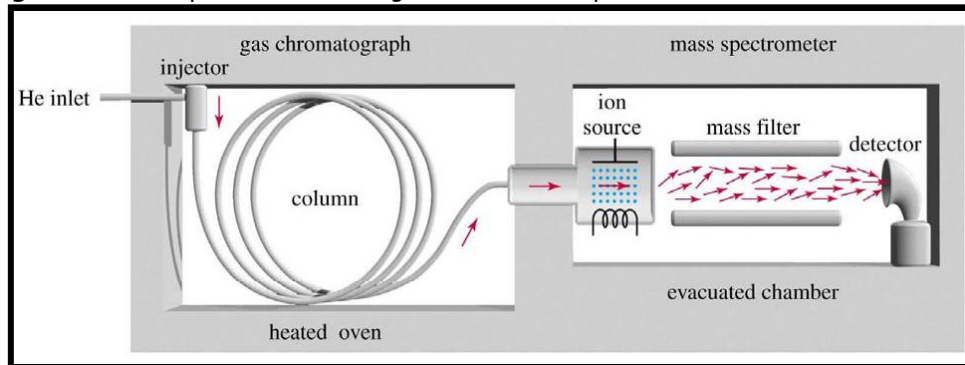 gas chromatograph
mass spectrometer
injector
He inlet
ion
source
mass filter
detector
column
evacuated chamber
heated oven